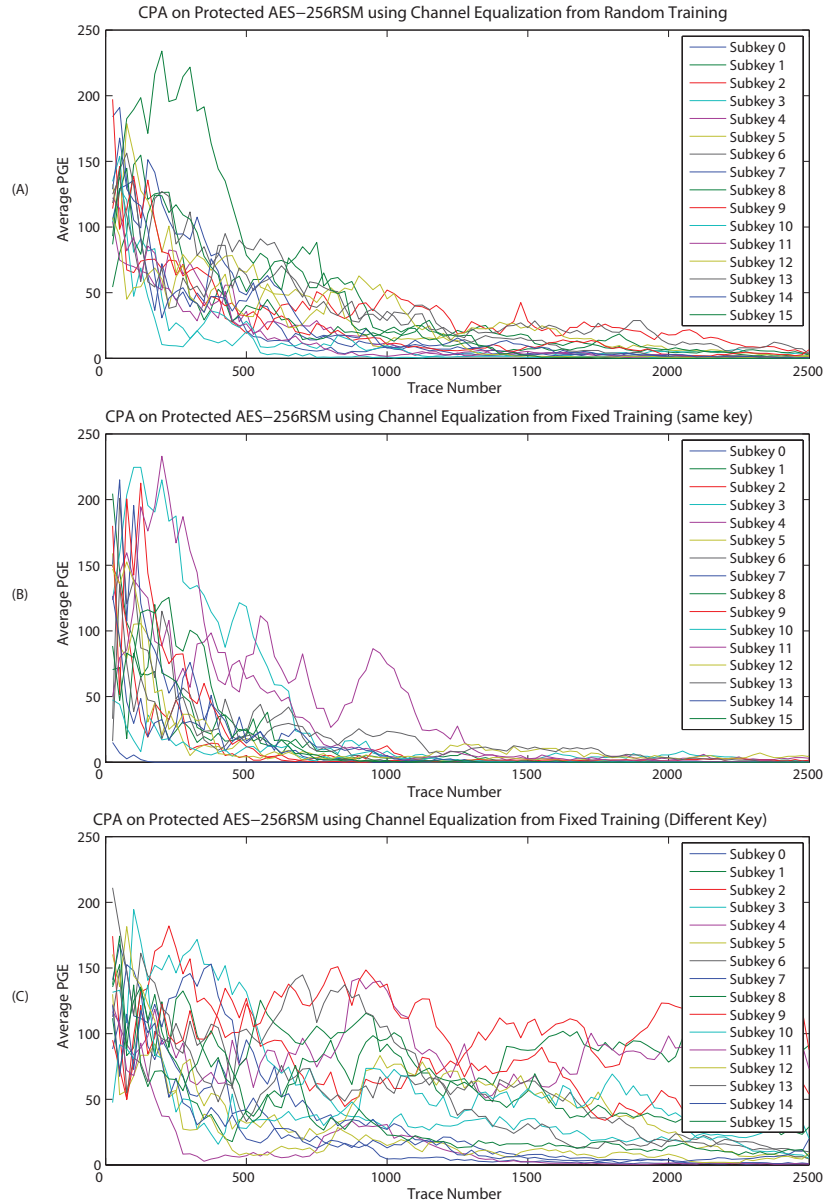 CPA on Protected AES−256RSM using Channel Equalization from Random Training
250
200
150
100
50
0
Average PGE
(A)
0 500 1000 1500 2000 2500
Trace Number
Subkey 0
Subkey 1
Subkey 2
Subkey 3
Subkey 4
Subkey 5
Subkey 6
Subkey 7
Subkey 8
Subkey 9
Subkey 10
Subkey 11
Subkey 12
Subkey 13
Subkey 14
Subkey 15
CPA on Protected AES−256RSM using Channel Equalization from Fixed Training (same key)
250
200
150
100
50
0
Average PGE
(B)
0 500 1000 1500 2000 2500
Trace Number
Subkey 0
Subkey 1
Subkey 2
Subkey 3
Subkey 4
Subkey 5
Subkey 6
Subkey 7
Subkey 8
Subkey 9
Subkey 10
Subkey 11
Subkey 12
Subkey 13
Subkey 14
Subkey 15
CPA on Protected AES−256RSM using Channel Equalization from Fixed Training (Different Key)
250
200
150
100
50
0
Average PGE
(C)
0 500 1000 1500 2000 2500
Trace Number
Subkey 0
Subkey 1
Subkey 2
Subkey 3
Subkey 4
Subkey 5
Subkey 6
Subkey 7
Subkey 8
Subkey 9
Subkey 10
Subkey 11
Subkey 12
Subkey 13
Subkey 14
Subkey 15